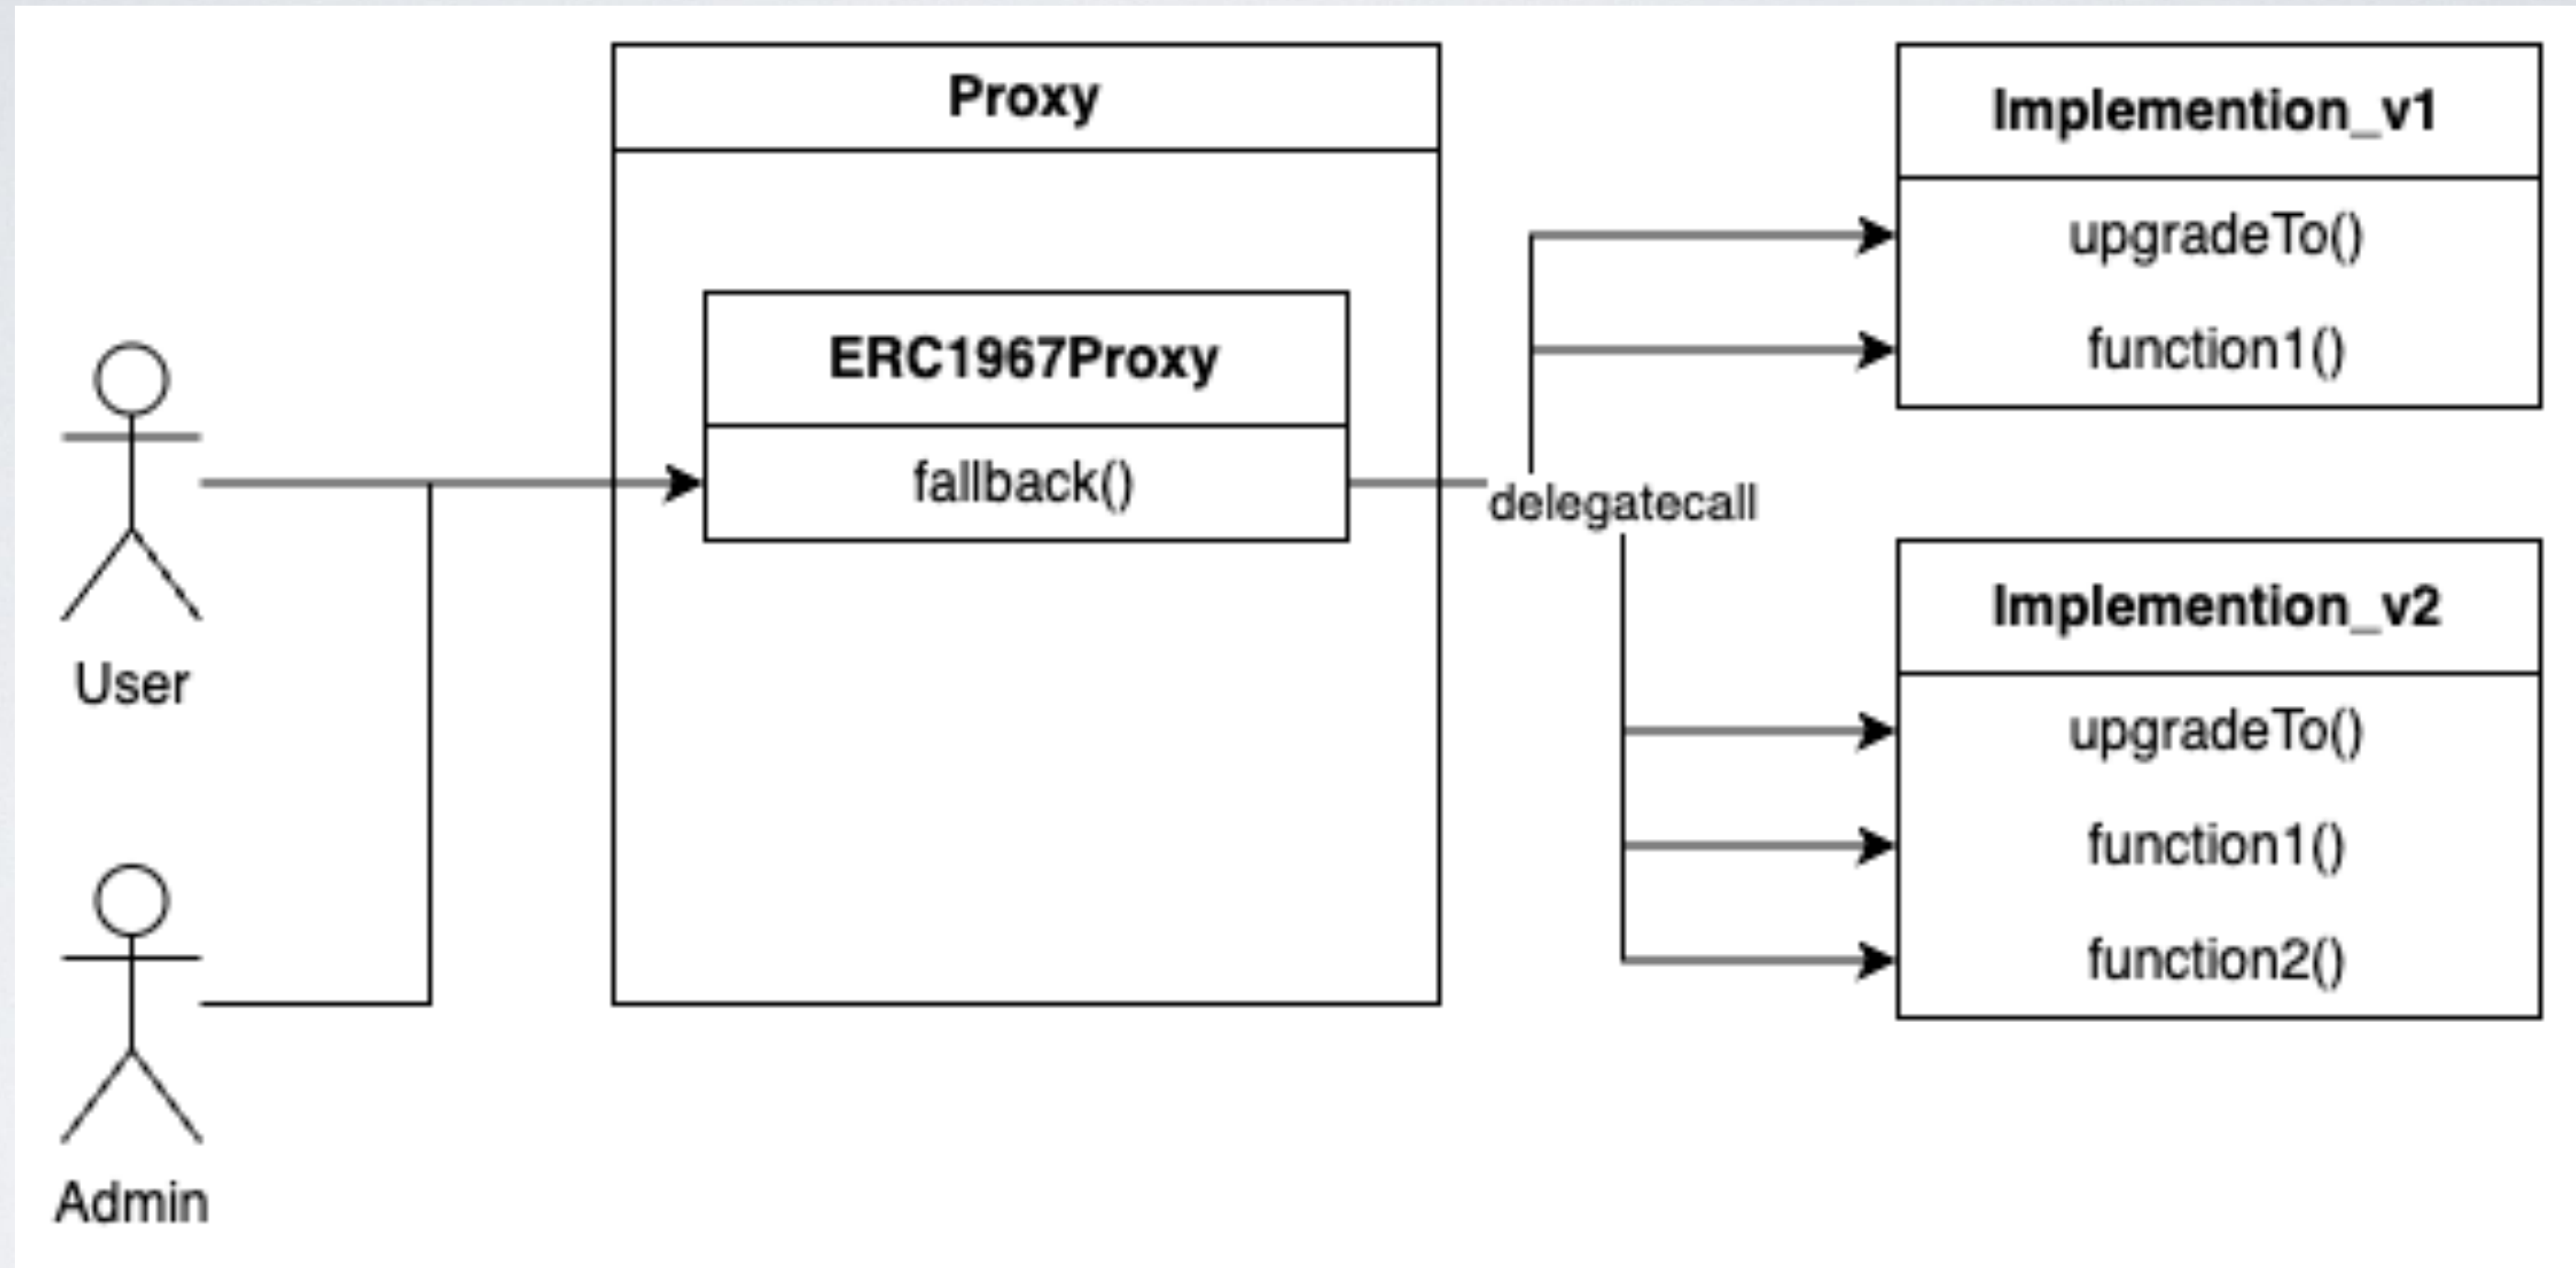 Proxy
ERC1967Proxy
fallback()
User
Admin
delegatecall
Implemention_v1
upgradeTo()
function1()
Implemention_v2
upgradeTo()
function1()
function2()